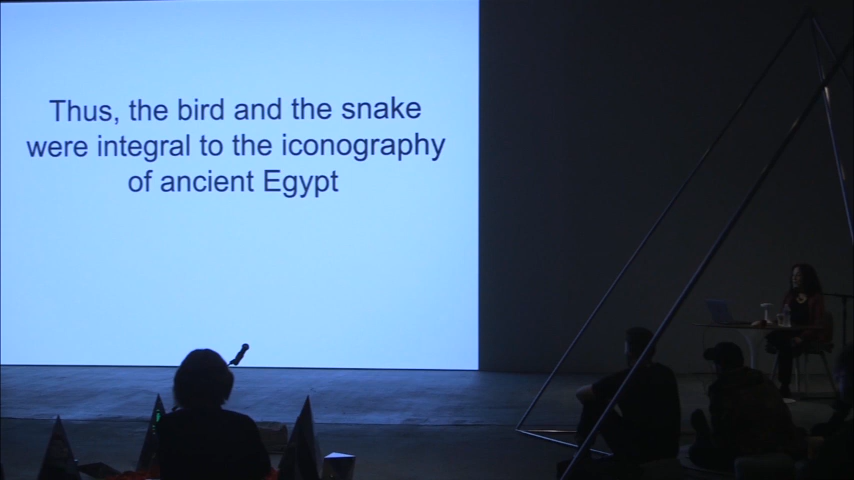 Thus, the bird and the snake
were integral to the iconography
of ancient Egypt